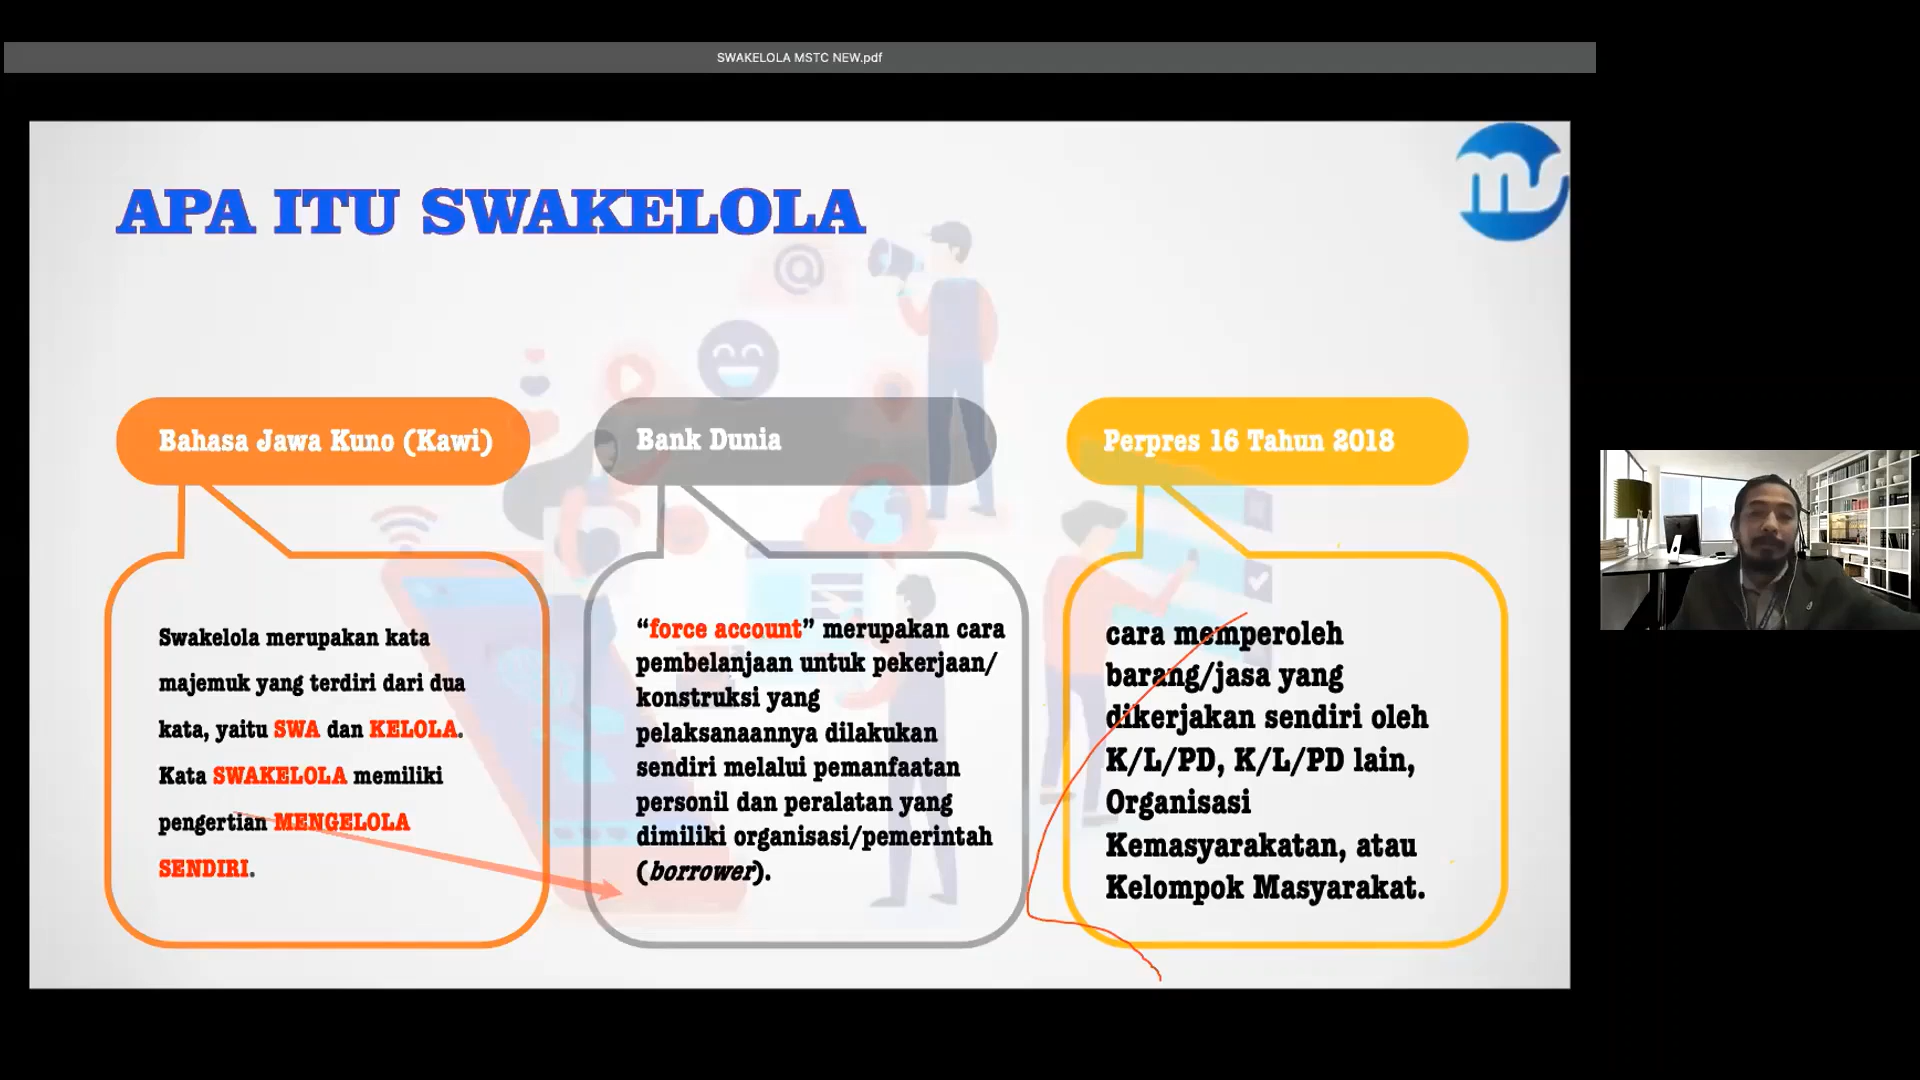 SWAKELOLA MSTC NEW.pdf
ms
APA ITU SWAKELOLA
Bahasa Jawa Kuno (Kawi)
Swakelola merupakan kata
majemuk yang terdiri dari dua
kata, yaitu SWA dan KELOLA.
Kata SWAKELOLA memiliki
pengertian MENGELOLA
SENDIRI.
Bank Dunia
“force account” merupakan cara
pembelanjaan untuk pekerjaan/
konstruksi yang
pelaksanaannya dilakukan
sendiri melalui pemanfaatan
personil dan peralatan yang
dimiliki organisasi/pemerintah
(borrower).
Perpres 16 Tahun 2018
cara memperoleh
barang/jasa yang
dikerjakan sendiri oleh
K/L/PD, K/L/PD lain,
Organisasi
Kemasyarakatan, atau
Kelompok Masyarakat.